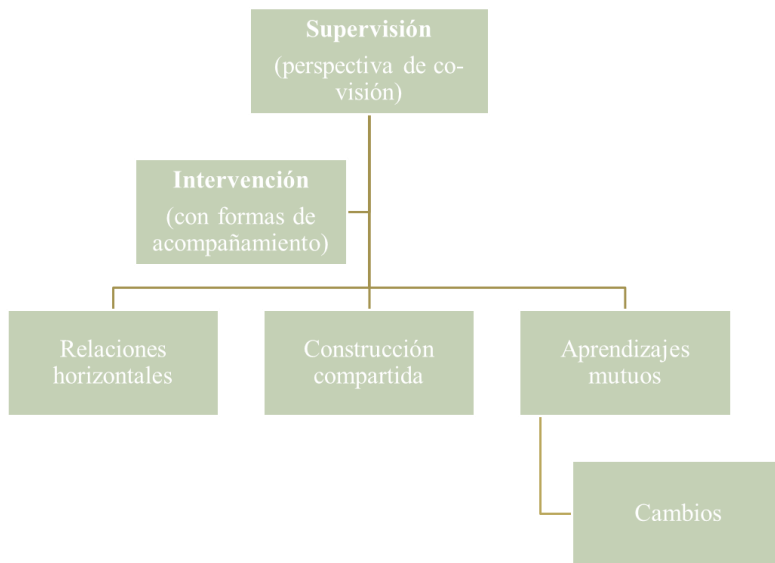 Supervisión
(perspectiva de co-
visión)
Intervención
(con formas de
acompañamiento)
Relaciones
horizontales
Construcción
compartida
Aprendizajes
mutuos
Cambios